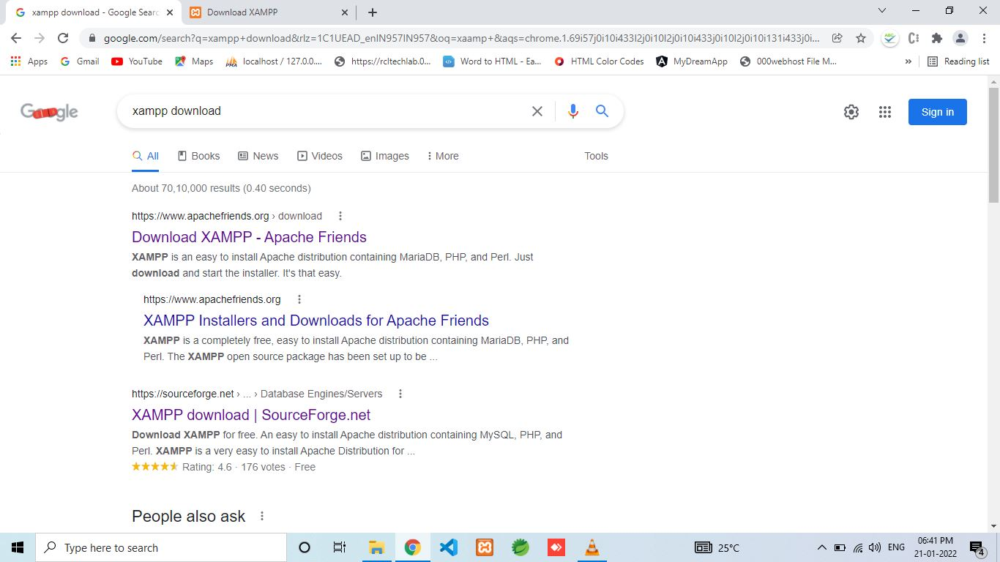 xampp download - Google Searc
Download XAMPP
google.com/search?q=xampp+download&rlz=1C1UEAD_enIN957IN957&oq=xaamp+&aqs=chrome.1.69i57j0i10i433l2j0i10l2j0i10i433j0i10l2j0i10i131i433j0i...
Apps Gmail YouTube Maps localhost / 127.0.0.... https://rcltechlab.0... Word to HTML - Ea... HTML Color Codes MyDreamApp 000webhost File M... » Reading list
Google
xampp download
Sign in
All Books News Videos Images More Tools
About 70,10,000 results (0.40 seconds)
https://www.apachefriends.org › download
Download XAMPP - Apache Friends
XAMPP is an easy to install Apache distribution containing MariaDB, PHP, and Perl. Just
download and start the installer. It's that easy.
https://www.apachefriends.org
XAMPP Installers and Downloads for Apache Friends
XAMPP is a completely free, easy to install Apache distribution containing MariaDB, PHP, and
Perl. The XAMPP open source package has been set up to be ...
https://sourceforge.net › ... › Database Engines/Servers
XAMPP download | SourceForge.net
Download XAMPP for free. An easy to install Apache distribution containing MySQL, PHP, and
Perl. XAMPP is a very easy to install Apache Distribution for ...
Rating: 4.6 · 176 votes · Free
People also ask
Type here to search
25°C
ENG
06:41 PM
21-01-2022
4